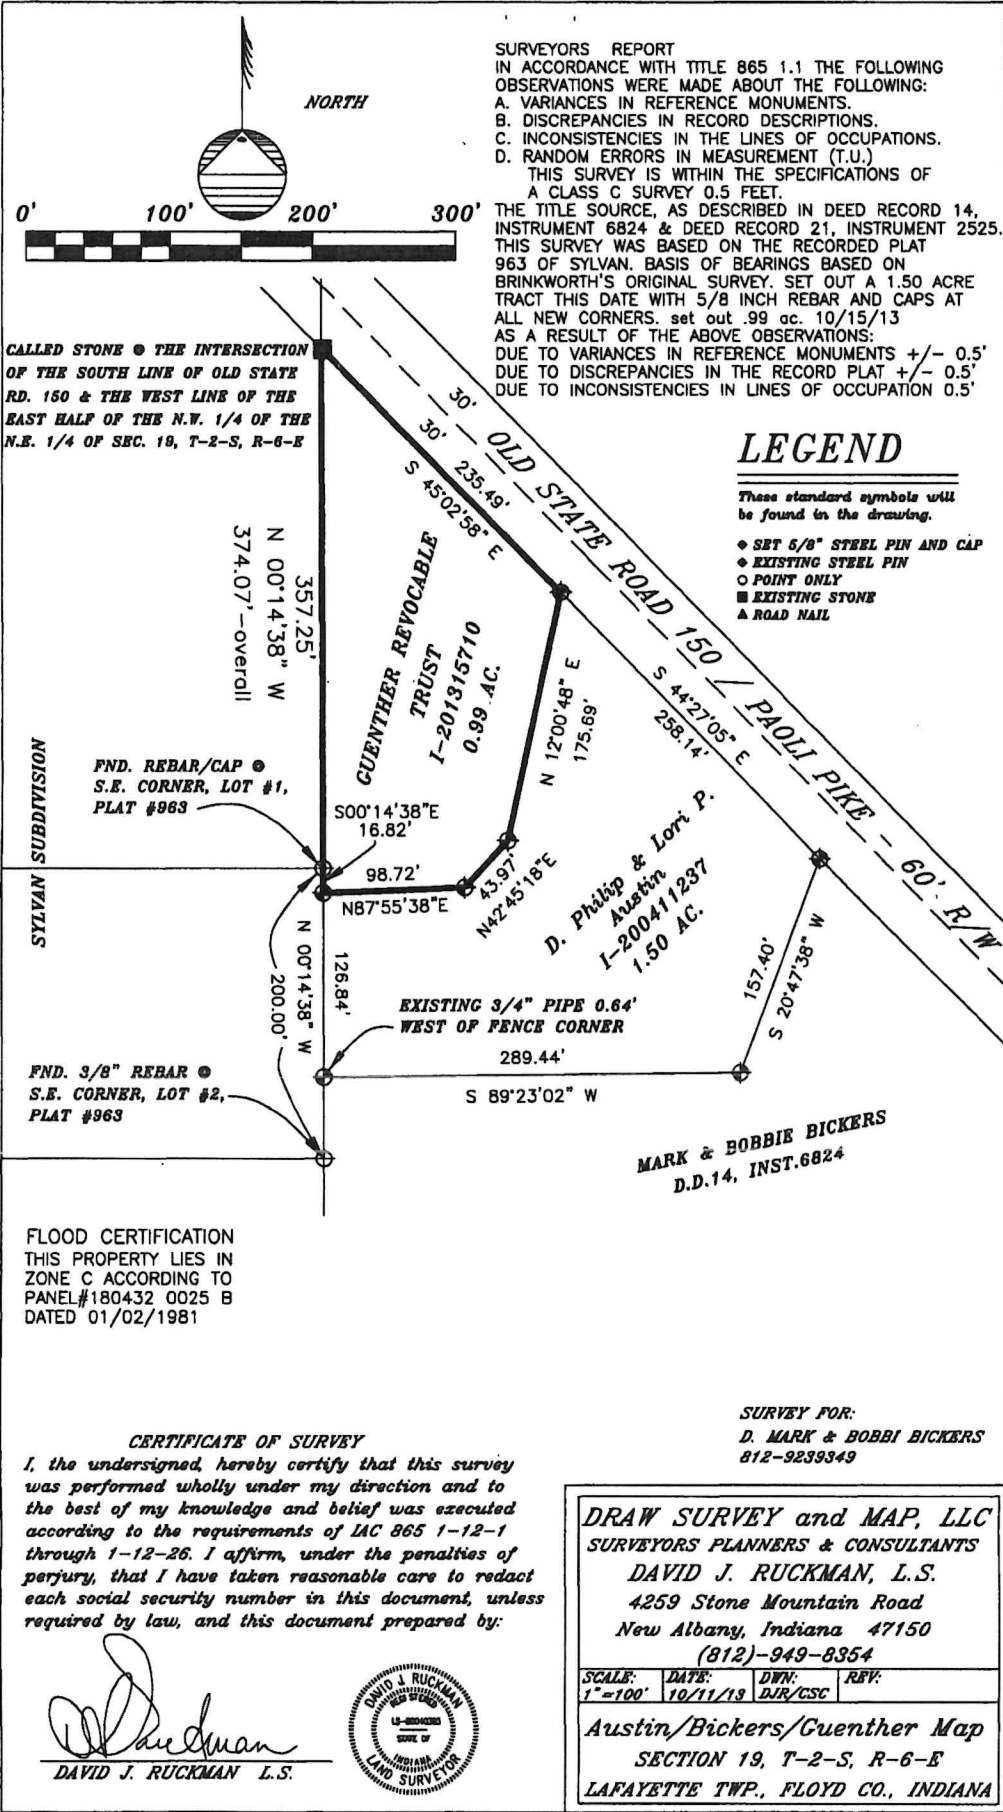 NORTH
0' 100' 200' 300'
SURVEYORS REPORT
IN ACCORDANCE WITH TITLE 865 1.1 THE FOLLOWING
OBSERVATIONS WERE MADE ABOUT THE FOLLOWING:
A. VARIANCES IN REFERENCE MONUMENTS.
B. DISCREPANCIES IN RECORD DESCRIPTIONS.
C. INCONSISTENCIES IN THE LINES OF OCCUPATIONS.
D. RANDOM ERRORS IN MEASUREMENT (T.U.)
THIS SURVEY IS WITHIN THE SPECIFICATIONS OF
A CLASS C SURVEY 0.5 FEET.
THE TITLE SOURCE, AS DESCRIBED IN DEED RECORD 14,
INSTRUMENT 6824 & DEED RECORD 21, INSTRUMENT 2525.
THIS SURVEY WAS BASED ON THE RECORDED PLAT
963 OF SYLVAN. BASIS OF BEARINGS BASED ON
BRINKWORTH'S ORIGINAL SURVEY. SET OUT A 1.50 ACRE
TRACT THIS DATE WITH 5/8 INCH REBAR AND CAPS AT
ALL NEW CORNERS. set out .99 ac. 10/15/13
AS A RESULT OF THE ABOVE OBSERVATIONS:
DUE TO VARIANCES IN REFERENCE MONUMENTS +/- 0.5'
DUE TO DISCREPANCIES IN THE RECORD PLAT +/- 0.5'
DUE TO INCONSISTENCIES IN LINES OF OCCUPATION 0.5'
CALLED STONE @ THE INTERSECTION
OF THE SOUTH LINE OF OLD STATE
RD. 150 & THE WEST LINE OF THE
EAST HALF OF THE N.W. 1/4 OF THE
N.E. 1/4 OF SEC. 19, T-2-S, R-6-E
LEGEND
These standard symbols will
be found in the drawing.
SET 5/8" STEEL PIN AND CAP
EXISTING STEEL PIN
POINT ONLY
EXISTING STONE
ROAD NAIL
30'
30'
OLD STATE ROAD 150 / PAOLI PIKE - 60' R/W
235.49'
S 45°02'58" E
357.25'
N 00°14'38" W
374.07'-overall
GUENTHER REVOCABLE
TRUST
I-201315710
0.99 AC.
N 12°00'48" E
175.69'
S 44°27'05" E
258.14'
SYLVAN SUBDIVISION
FND. REBAR/CAP @
S.E. CORNER, LOT #1,
PLAT #963
S00°14'38"E
16.82'
98.72'
N87°55'38"E
43.97'
N42°45'18"E
D. Philip & Lori P.
Austin
I-200411237
1.50 AC.
157.40'
S 20°47'38" W
126.84'
N 00°14'38" W
200.00'
EXISTING 3/4" PIPE 0.64'
WEST OF FENCE CORNER
289.44'
S 89°23'02" W
FND. 3/8" REBAR @
S.E. CORNER, LOT #2,
PLAT #963
MARK & BOBBIE BICKERS
D.D.14, INST.6824
FLOOD CERTIFICATION
THIS PROPERTY LIES IN
ZONE C ACCORDING TO
PANEL#180432 0025 B
DATED 01/02/1981
SURVEY FOR:
D. MARK & BOBBI BICKERS
812-9239349
CERTIFICATE OF SURVEY
I, the undersigned, hereby certify that this survey
was performed wholly under my direction and to
the best of my knowledge and belief was executed
according to the requirements of IAC 865 1-12-1
through 1-12-26. I affirm, under the penalties of
perjury, that I have taken reasonable care to redact
each social security number in this document, unless
required by law, and this document prepared by:
DAVID J. RUCKMAN L.S.
DAVID J RUCKMAN
REGISTERED
STATE OF
INDIANA
LAND SURVEYOR
DRAW SURVEY and MAP, LLC
SURVEYORS PLANNERS & CONSULTANTS
DAVID J. RUCKMAN, L.S.
4259 Stone Mountain Road
New Albany, Indiana 47150
(812)-949-8354
SCALE: DATE: DWN: REV:
1"=100' 10/11/13 DJR/CSC
Austin/Bickers/Guenther Map
SECTION 19, T-2-S, R-6-E
LAFAYETTE TWP., FLOYD CO., INDIANA